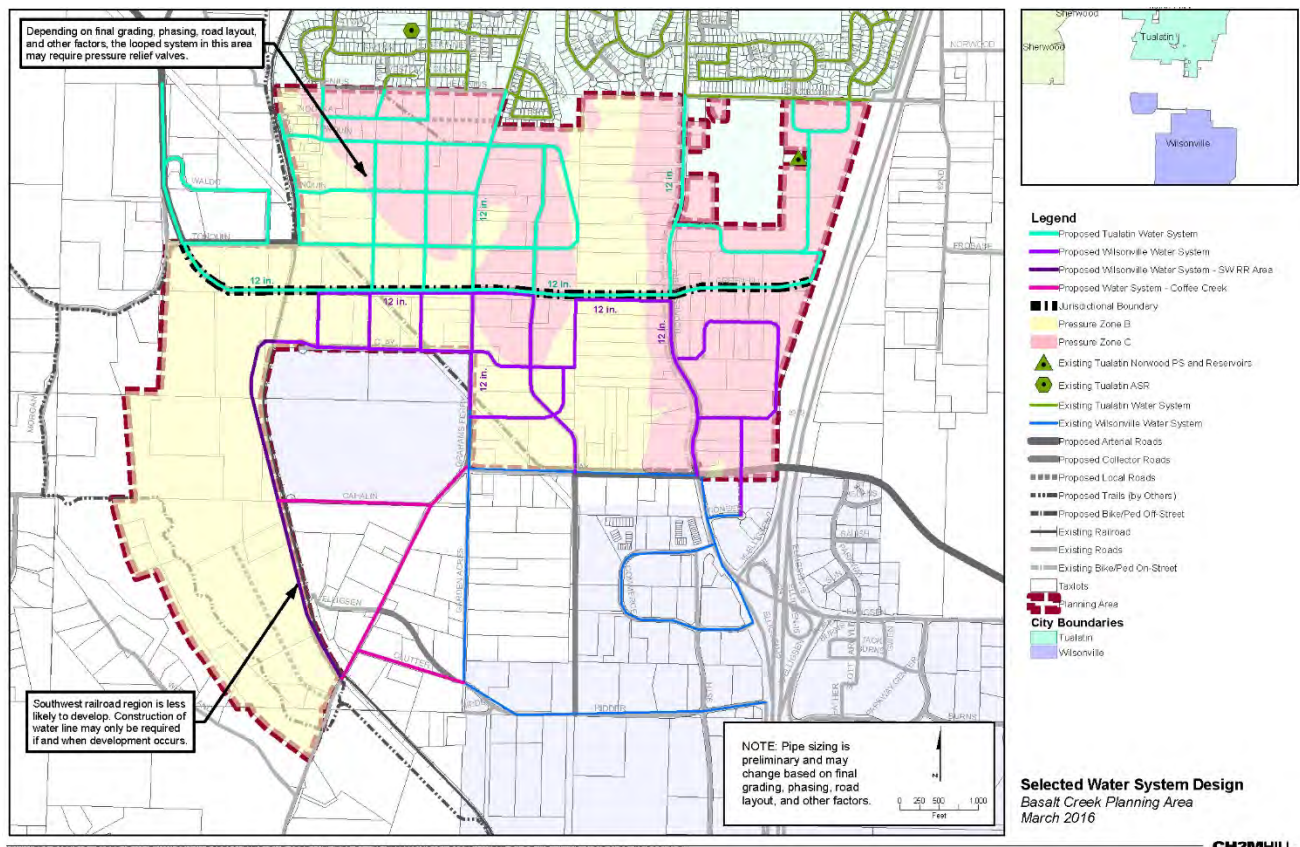 Depending on final grading, phasing, road layout,
and other factors, the looped system in this area
may require pressure relief valves.
NORWOOD
WALDO
TONQUIN
12 in.
12 in.
12 in.
12 in.
12 in.
12 in.
12 in.
12 in.
CLAY
MORGAN
GRAHAMS FERRY
CAHALIN
GARDEN ACRES
CLUTTER
RIDDER
95TH
BURNS
Southwest railroad region is less
likely to develop. Construction of
water line may only be required
if and when development occurs.
NOTE: Pipe sizing is
preliminary and may
change based on final
grading, phasing, road
layout, and other factors.
N
0 250 500 1,000
Feet
Sherwood
Sherwood
Tualatin
Wilsonville
Legend
Proposed Tualatin Water System
Proposed Wilsonville Water System
Proposed Wilsonville Water System - SW RR Area
Proposed Water System - Coffee Creek
Jurisdictional Boundary
Pressure Zone B
Pressure Zone C
Existing Tualatin Norwood PS and Reservoirs
Existing Tualatin ASR
Existing Tualatin Water System
Existing Wilsonville Water System
Proposed Arterial Roads
Proposed Collector Roads
Proposed Local Roads
Proposed Trails (by Others)
Proposed Bike/Ped Off-Street
Existing Railroad
Existing Roads
Existing Bike/Ped On-Street
Taxlots
Planning Area
City Boundaries
Tualatin
Wilsonville
Selected Water System Design
Basalt Creek Planning Area
March 2016
CH2MHILL